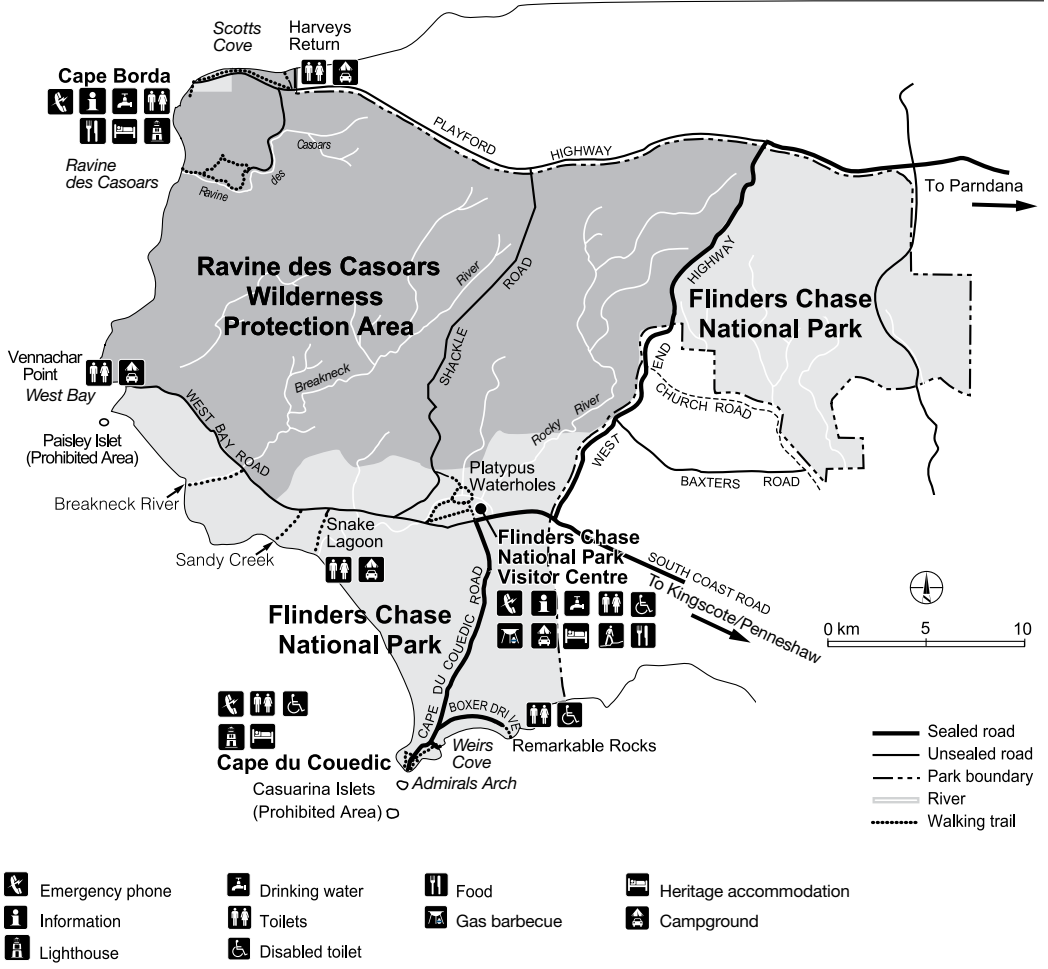 Scotts
Cove
Harveys
Return
Cape Borda
Ravine
des Casoars
Casoars
des
Ravine
PLAYFORD
HIGHWAY
To Parndana
Ravine des Casoars
Wilderness
Protection Area
River
Breakneck
SHACKLE
ROAD
HIGHWAY
END
WEST
Flinders Chase
National Park
CHURCH ROAD
BAXTERS ROAD
Rocky River
Vennachar
Point
West Bay
Paisley Islet
(Prohibited Area)
WEST BAY ROAD
Breakneck River
Sandy Creek
Snake
Lagoon
Platypus
Waterholes
Flinders Chase
National Park
Visitor Centre
SOUTH COAST ROAD
To Kingscote/Penneshaw
Flinders Chase
National Park
CAPE DU COUEDIC ROAD
BOXER DRIVE
Remarkable Rocks
Cape du Couedic
Weirs
Cove
Admirals Arch
Casuarina Islets
(Prohibited Area)
0 km 5 10
Sealed road
Unsealed road
Park boundary
River
Walking trail
Emergency phone
Information
Lighthouse
Drinking water
Toilets
Disabled toilet
Food
Gas barbecue
Heritage accommodation
Campground